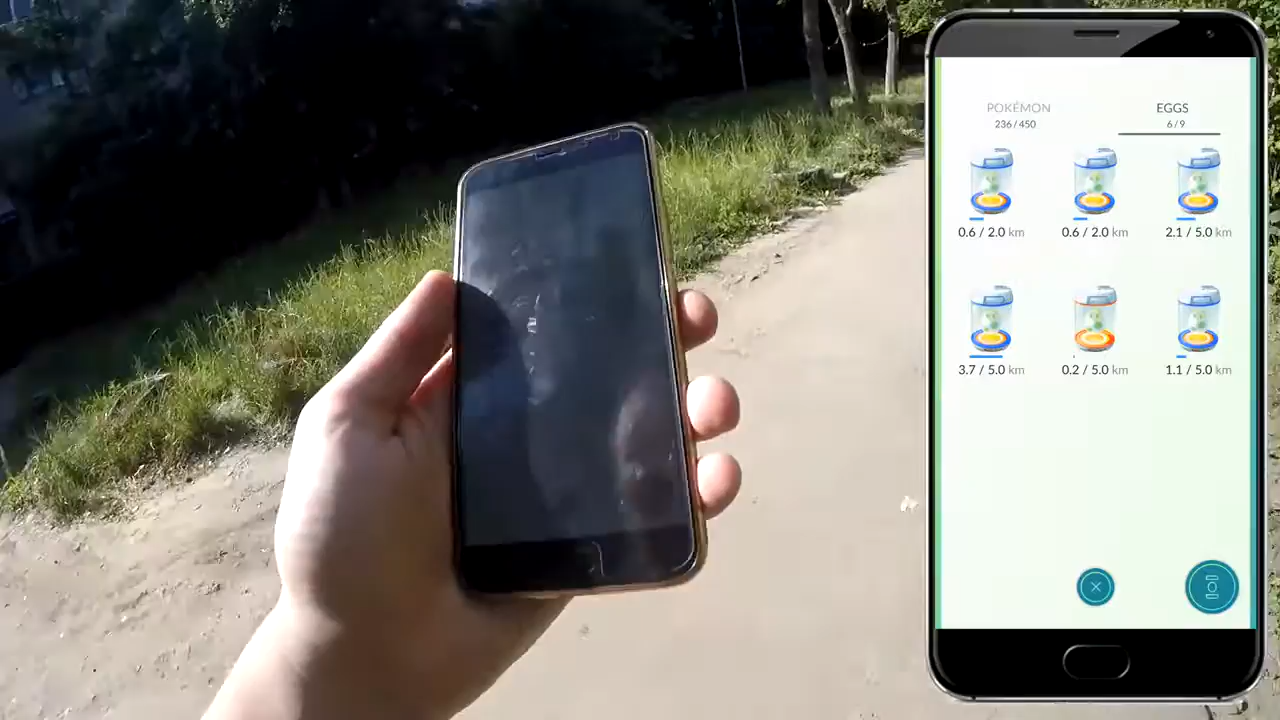 POKÉMON
236 / 450
EGGS
6 / 9
0.6 / 2.0 km
0.6 / 2.0 km
2.1 / 5.0 km
3.7 / 5.0 km
0.2 / 5.0 km
1.1 / 5.0 km